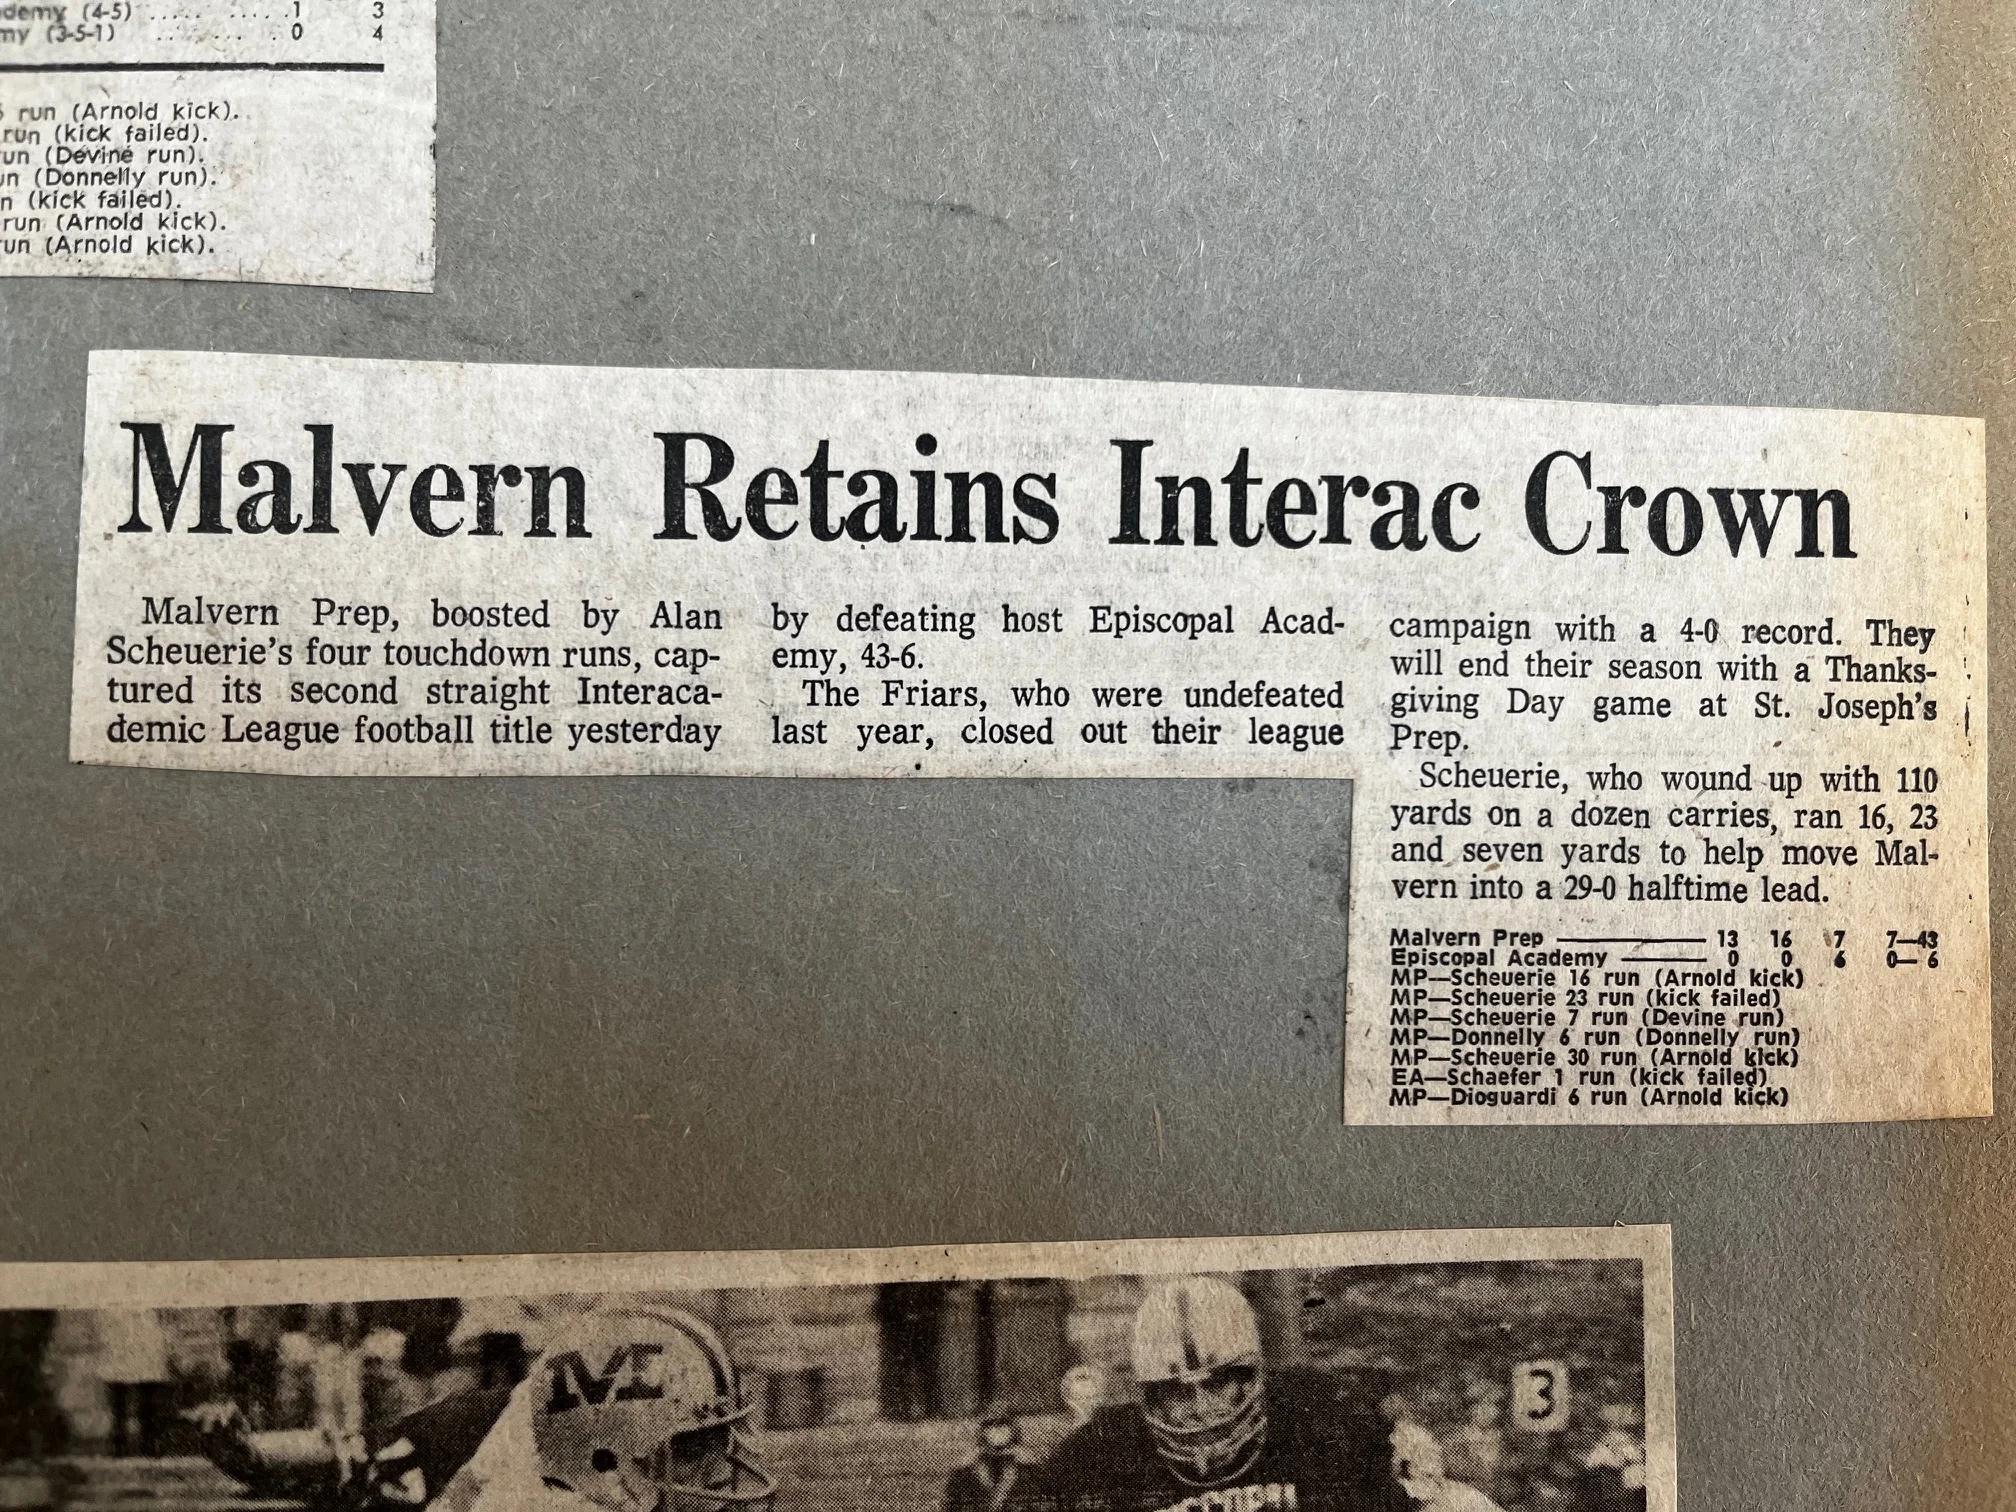 demy (4-5) ..... ..... .1 3
my (3-5-1) ..... . 0 4
run (Arnold kick).
run (kick failed).
un (Devine run).
un (Donnelly run).
n (kick failed).
run (Arnold kick).
run (Arnold kick).
Malvern Retains Interac Crown
Malvern Prep, boosted by Alan
Scheuerie's four touchdown runs, cap-
tured its second straight Interaca-
demic League football title yesterday
by defeating host Episcopal Acad-
emy, 43-6.
The Friars, who were undefeated
last year, closed out their league
campaign with a 4-0 record. They
will end their season with a Thanks-
giving Day game at St. Joseph's
Prep.
Scheuerie, who wound up with 110
yards on a dozen carries, ran 16, 23
and seven yards to help move Mal-
vern into a 29-0 halftime lead.
Malvern Prep 13 16 7 7—43
Episcopal Academy 0 0 6 0— 6
MP—Scheuerie 16 run (Arnold kick)
MP—Scheuerie 23 run (kick failed)
MP—Scheuerie 7 run (Devine run)
MP—Donnelly 6 run (Donnelly run)
MP—Scheuerie 30 run (Arnold kick)
EA—Schaefer 1 run (kick failed)
MP—Dioguardi 6 run (Arnold kick)
M
3